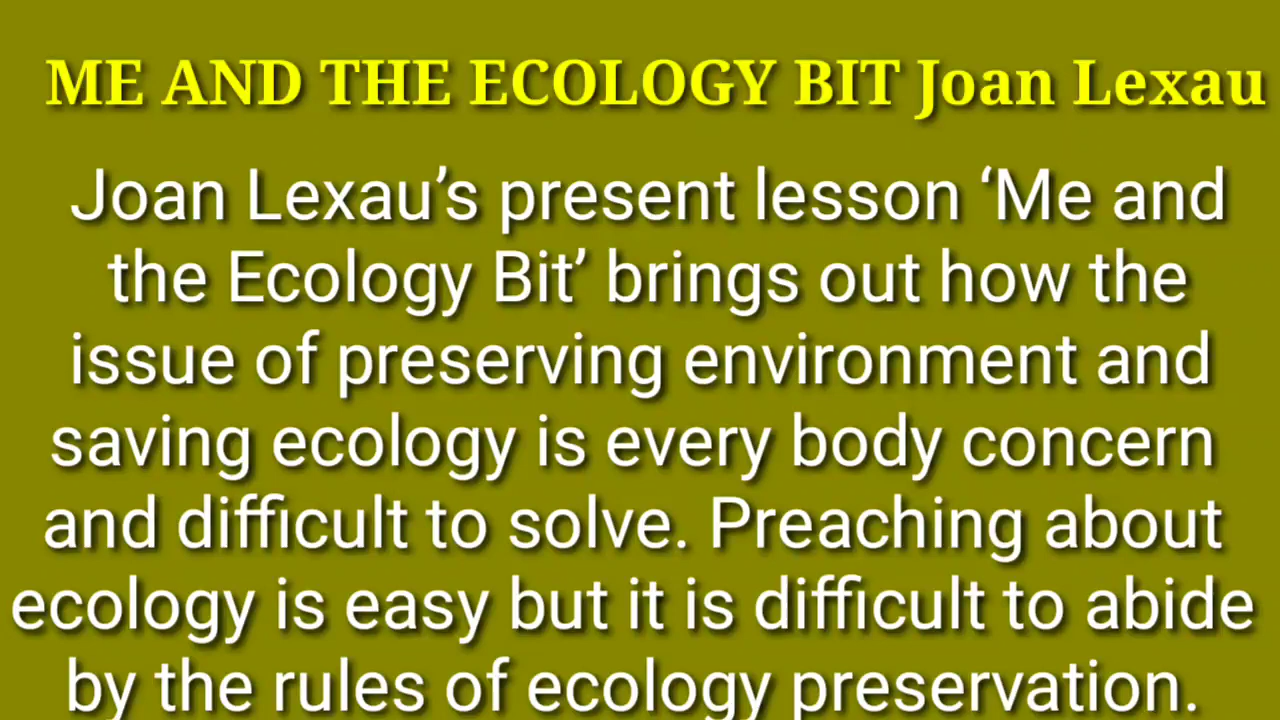 ME AND THE ECOLOGY BIT Joan Lexau
Joan Lexau’s present lesson ‘Me and
the Ecology Bit’ brings out how the
issue of preserving environment and
saving ecology is every body concern
and difficult to solve. Preaching about
ecology is easy but it is difficult to abide
by the rules of ecology preservation.